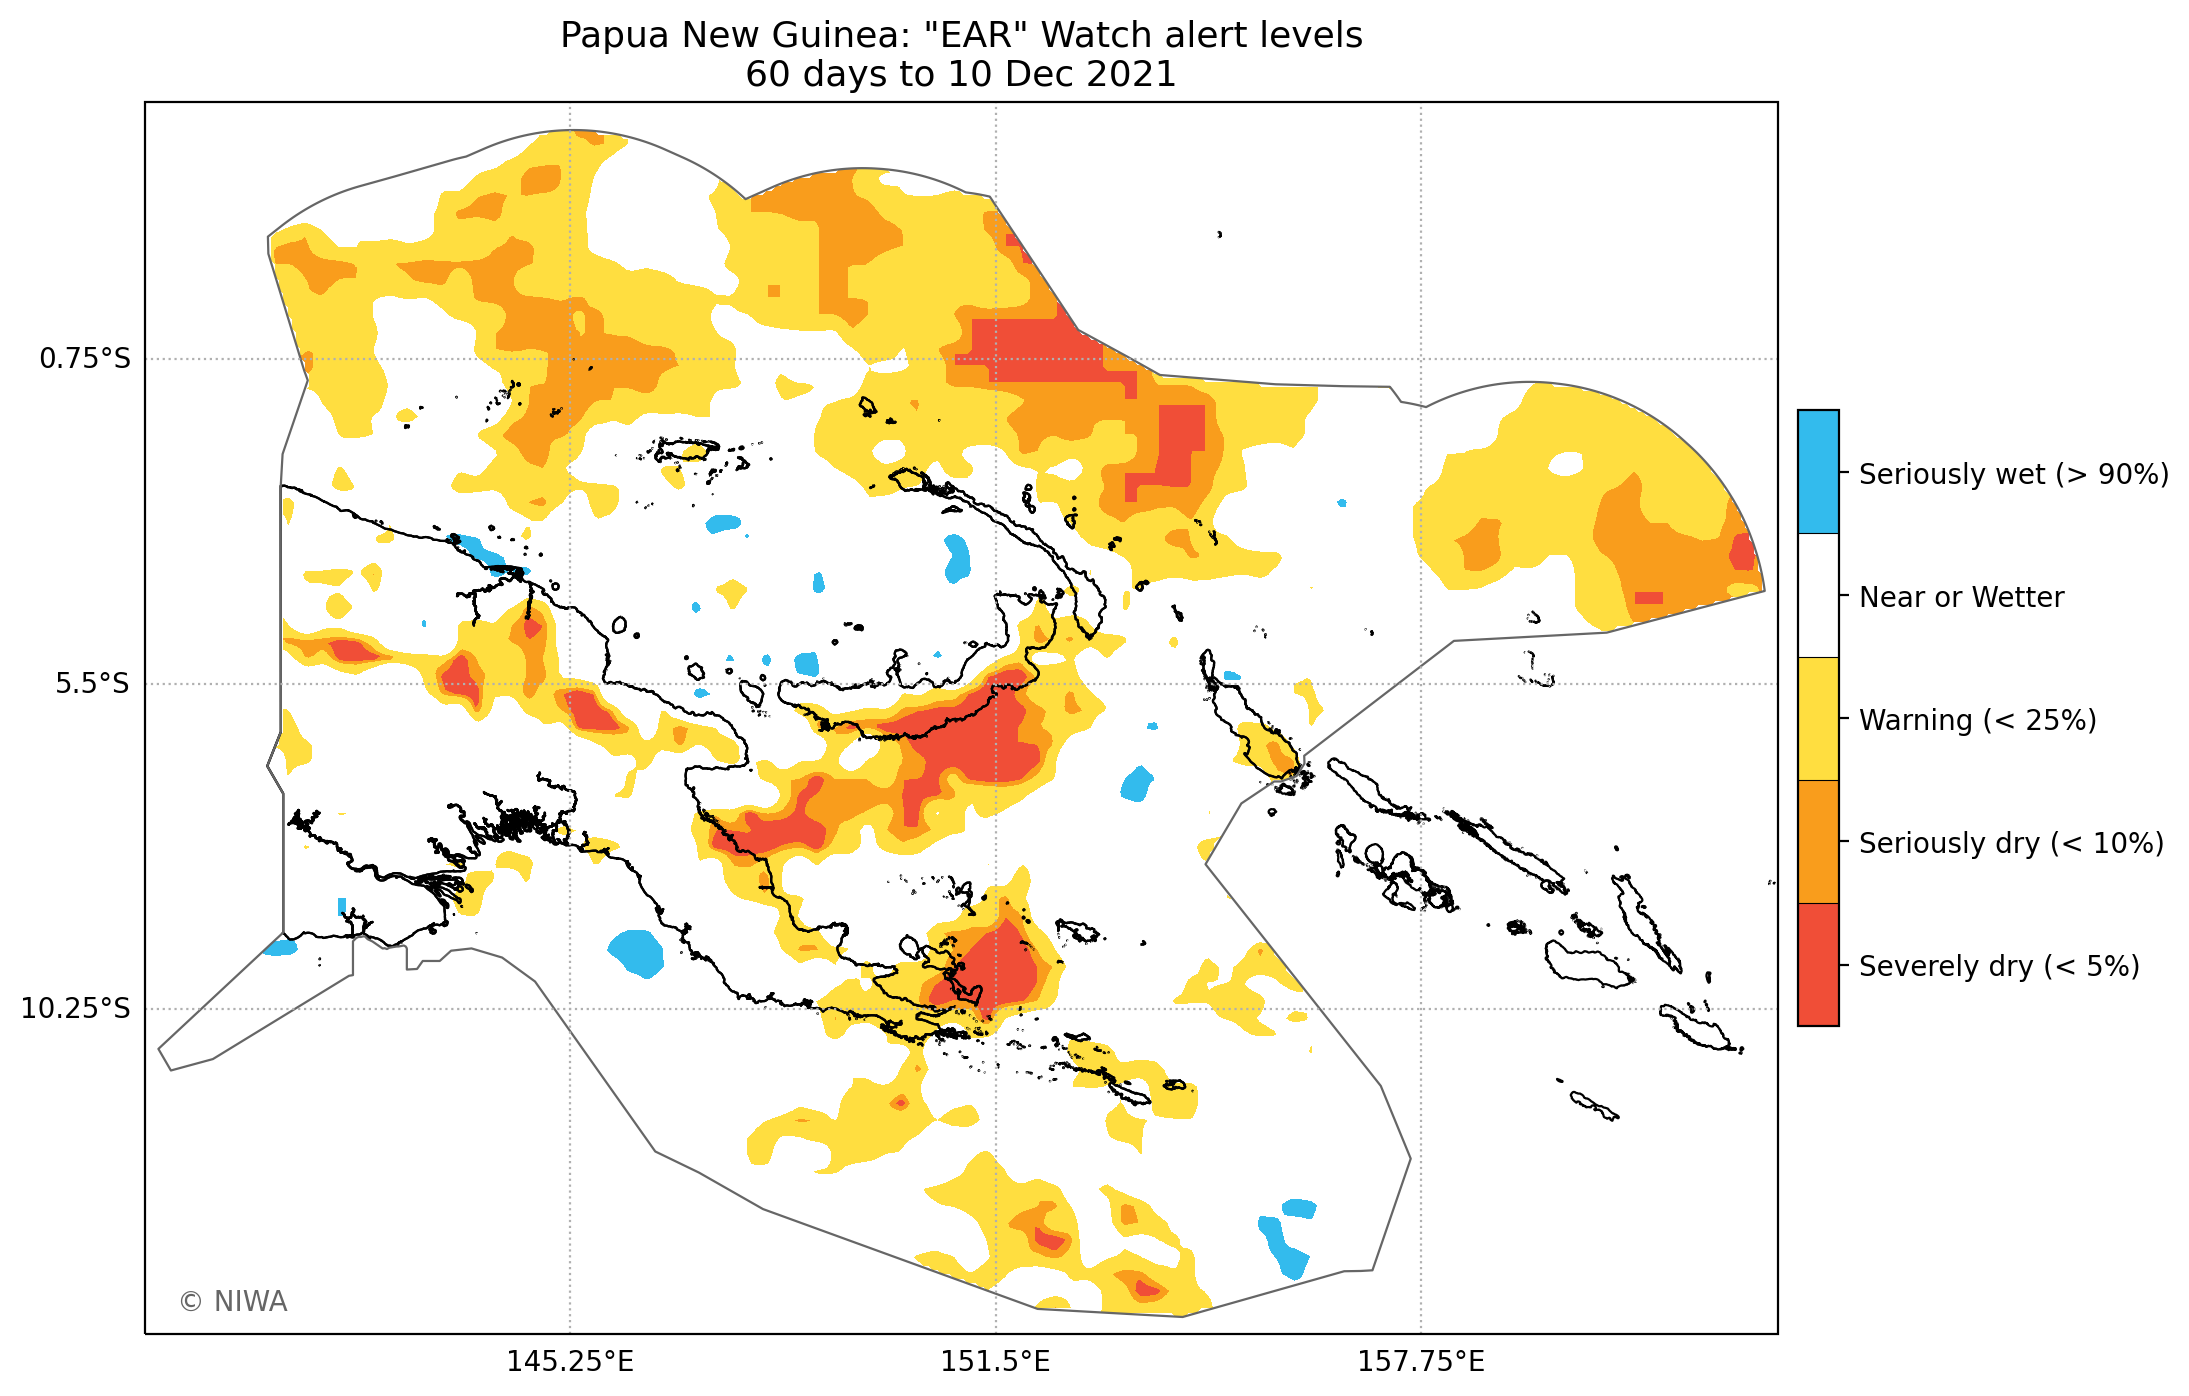 Papua New Guinea: "EAR" Watch alert levels
60 days to 10 Dec 2021
0.75°S
5.5°S
10.25°S
145.25°E
151.5°E
157.75°E
Seriously wet (> 90%)
Near or Wetter
Warning (< 25%)
Seriously dry (< 10%)
Severely dry (< 5%)
© NIWA